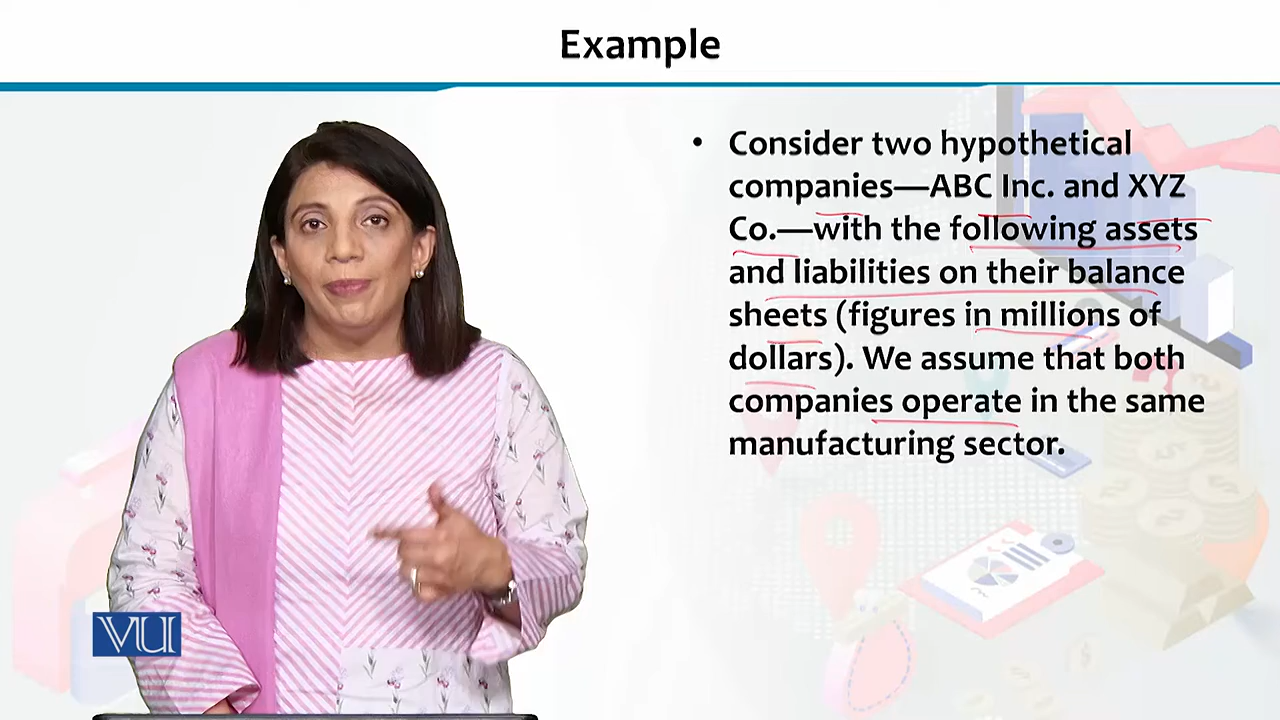 Example
• Consider two hypothetical
companies—ABC Inc. and XYZ
Co.—with the following assets
and liabilities on their balance
sheets (figures in millions of
dollars). We assume that both
companies operate in the same
manufacturing sector.
VU